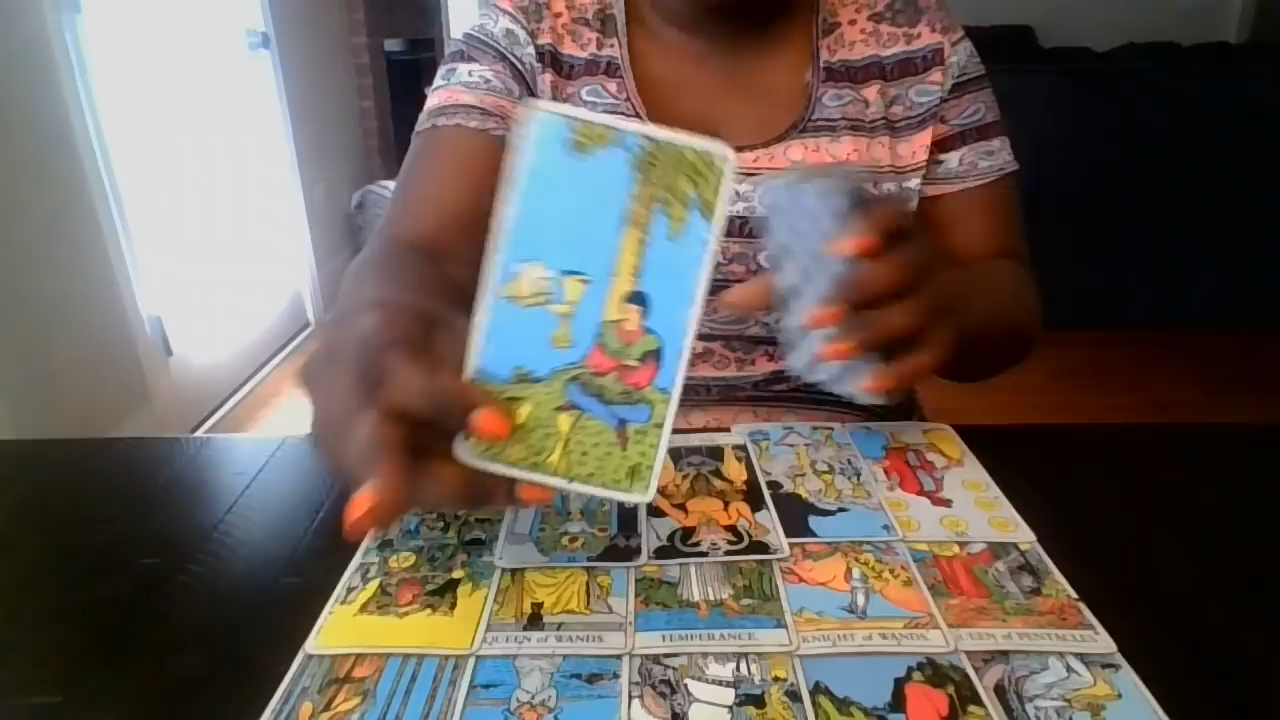 QUEEN of WANDS.
TEMPERANCE.
KNIGHT of WANDS.
QUEEN of PENTACLES